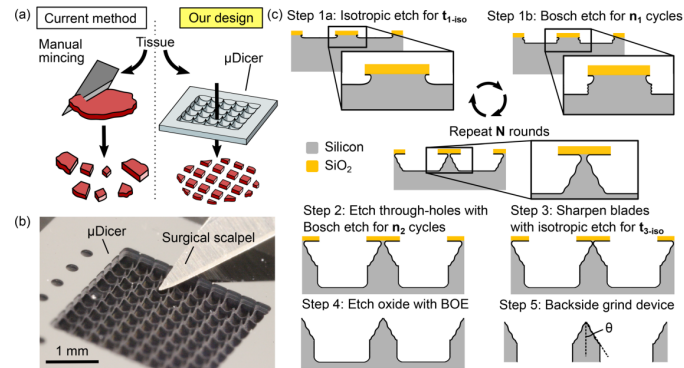 (a)
Current method
Our design
Manual
mincing
Tissue
µDicer
(b)
µDicer
Surgical scalpel
1 mm
(c)
Step 1a: Isotropic etch for t1-iso
Step 1b: Bosch etch for n1 cycles
Repeat N rounds
Silicon
SiO2
Step 2: Etch through-holes with
Bosch etch for n2 cycles
Step 3: Sharpen blades
with isotropic etch for t3-iso
Step 4: Etch oxide with BOE
Step 5: Backside grind device
θ